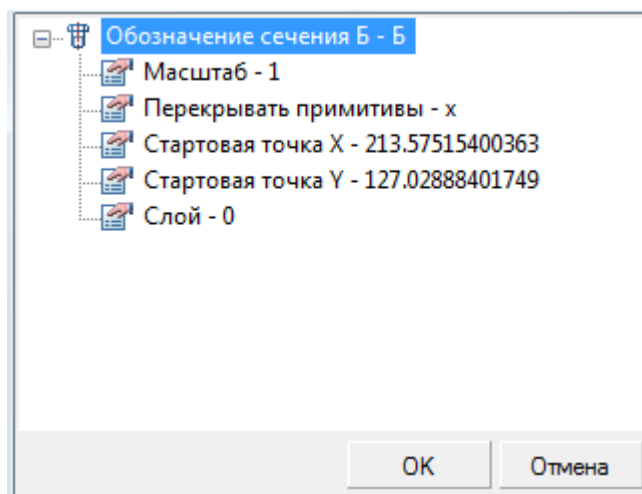 Обозначение сечения Б - Б
Масштаб - 1
Перекрывать примитивы - x
Стартовая точка X - 213.57515400363
Стартовая точка Y - 127.02888401749
Слой - 0
OK Отмена